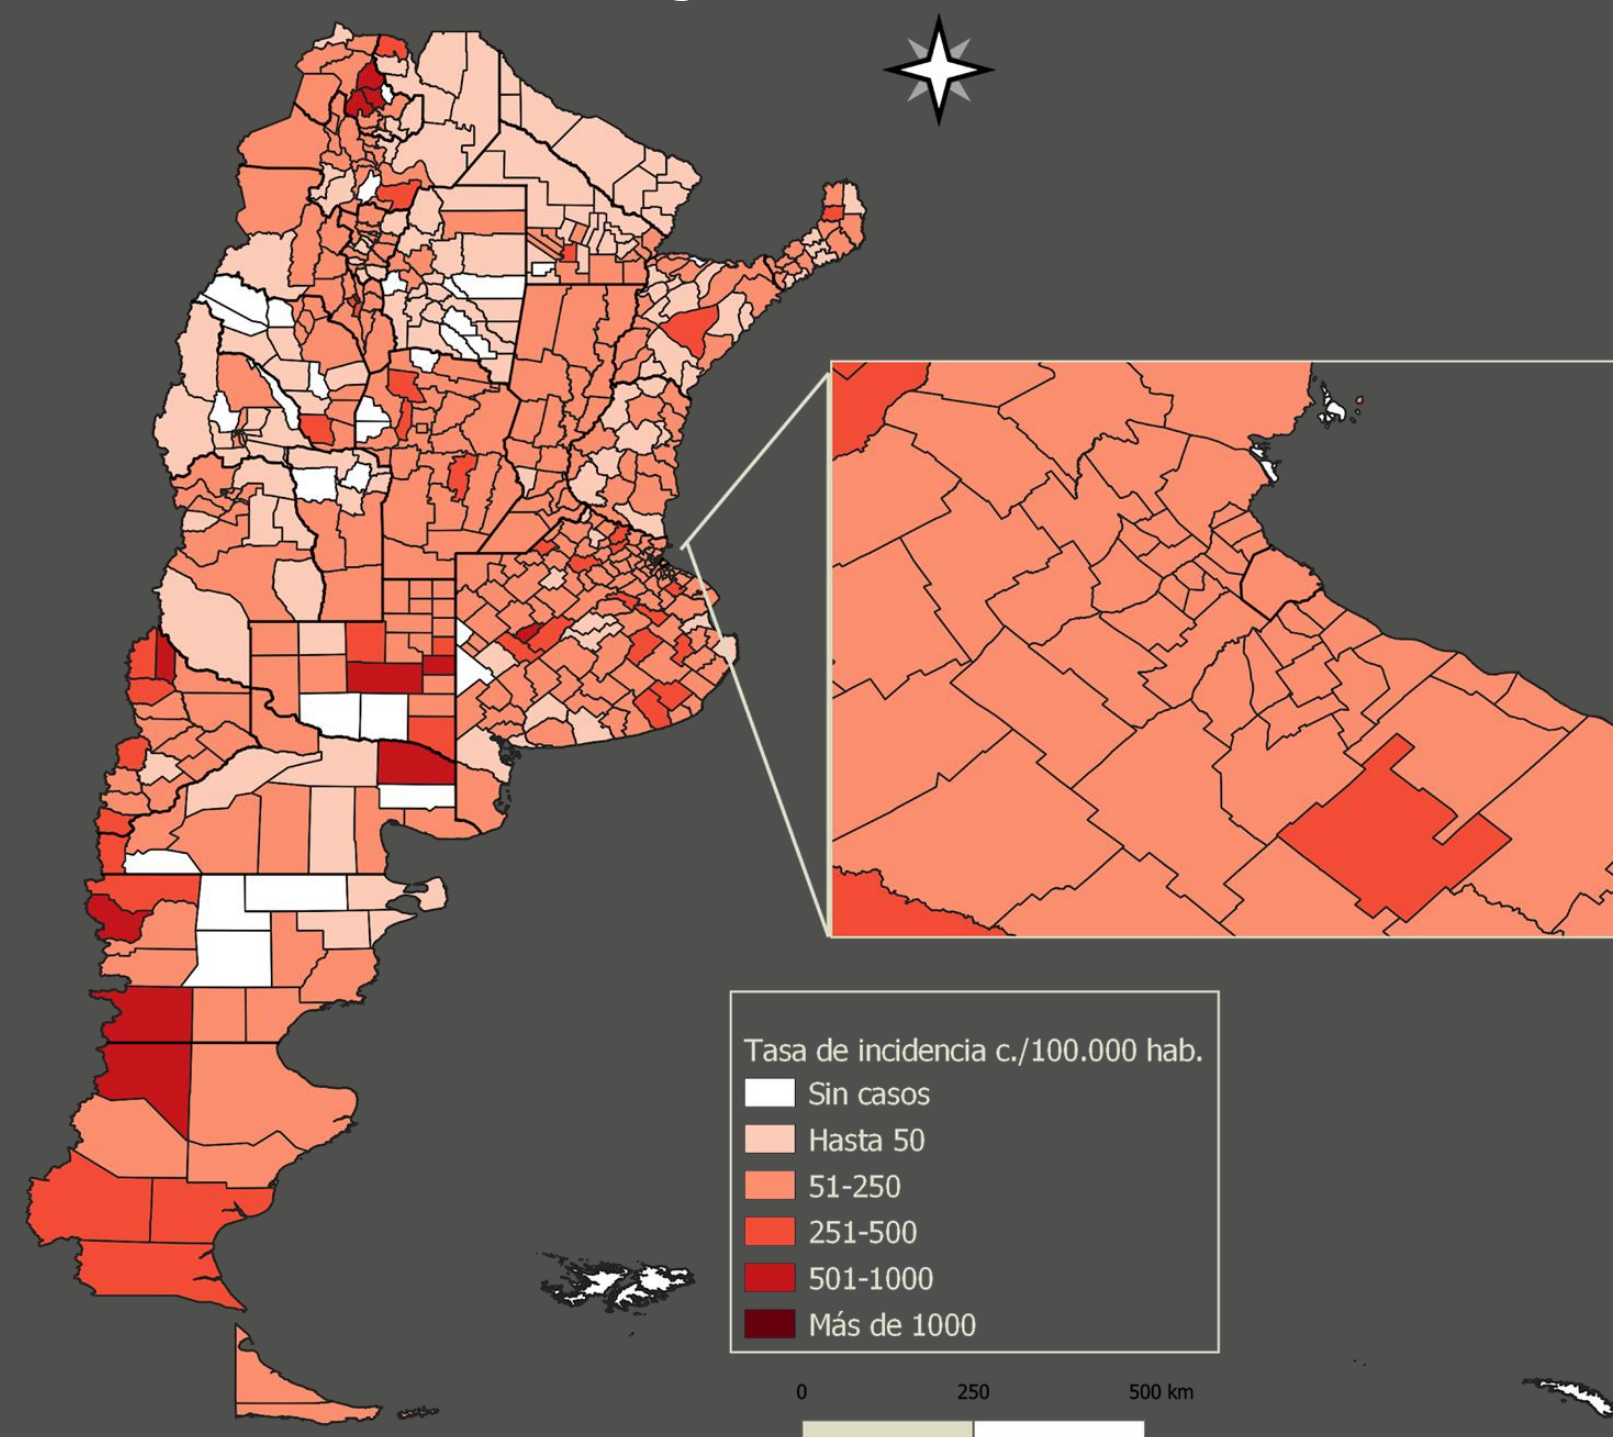 Tasa de incidencia c./100.000 hab.
Sin casos
Hasta 50
51-250
251-500
501-1000
Más de 1000
0 250 500 km